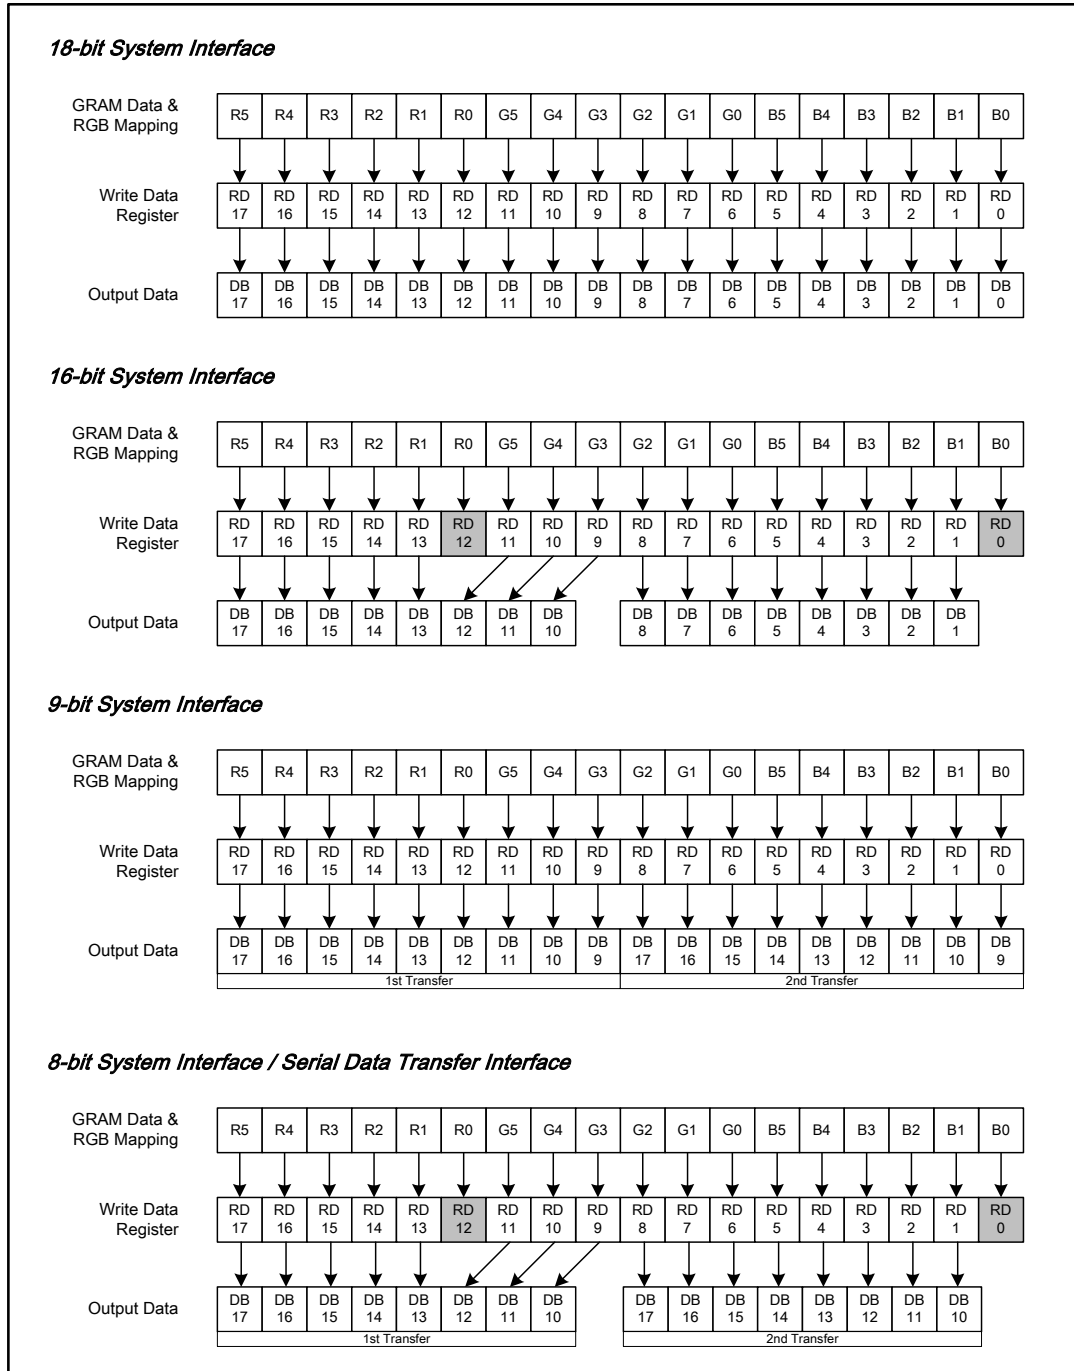 18-bit System Interface
GRAM Data &
RGB Mapping
R5 R4 R3 R2 R1 R0 G5 G4 G3 G2 G1 G0 B5 B4 B3 B2 B1 B0
Write Data
Register
RD RD RD RD RD RD RD RD RD RD RD RD RD RD RD RD RD RD
17 16 15 14 13 12 11 10 9 8 7 6 5 4 3 2 1 0
Output Data
DB DB DB DB DB DB DB DB DB DB DB DB DB DB DB DB DB DB
17 16 15 14 13 12 11 10 9 8 7 6 5 4 3 2 1 0
16-bit System Interface
GRAM Data &
RGB Mapping
R5 R4 R3 R2 R1 R0 G5 G4 G3 G2 G1 G0 B5 B4 B3 B2 B1 B0
Write Data
Register
RD RD RD RD RD RD RD RD RD RD RD RD RD RD RD RD RD RD
17 16 15 14 13 12 11 10 9 8 7 6 5 4 3 2 1 0
Output Data
DB DB DB DB DB DB DB DB DB DB DB DB DB DB DB DB
17 16 15 14 13 12 11 10 8 7 6 5 4 3 2 1
9-bit System Interface
GRAM Data &
RGB Mapping
R5 R4 R3 R2 R1 R0 G5 G4 G3 G2 G1 G0 B5 B4 B3 B2 B1 B0
Write Data
Register
RD RD RD RD RD RD RD RD RD RD RD RD RD RD RD RD RD RD
17 16 15 14 13 12 11 10 9 8 7 6 5 4 3 2 1 0
Output Data
DB DB DB DB DB DB DB DB DB DB DB DB DB DB DB DB DB DB
17 16 15 14 13 12 11 10 9 17 16 15 14 13 12 11 10 9
1st Transfer 2nd Transfer
8-bit System Interface / Serial Data Transfer Interface
GRAM Data &
RGB Mapping
R5 R4 R3 R2 R1 R0 G5 G4 G3 G2 G1 G0 B5 B4 B3 B2 B1 B0
Write Data
Register
RD RD RD RD RD RD RD RD RD RD RD RD RD RD RD RD RD RD
17 16 15 14 13 12 11 10 9 8 7 6 5 4 3 2 1 0
Output Data
DB DB DB DB DB DB DB DB DB DB DB DB DB DB DB DB
17 16 15 14 13 12 11 10 17 16 15 14 13 12 11 10
1st Transfer 2nd Transfer